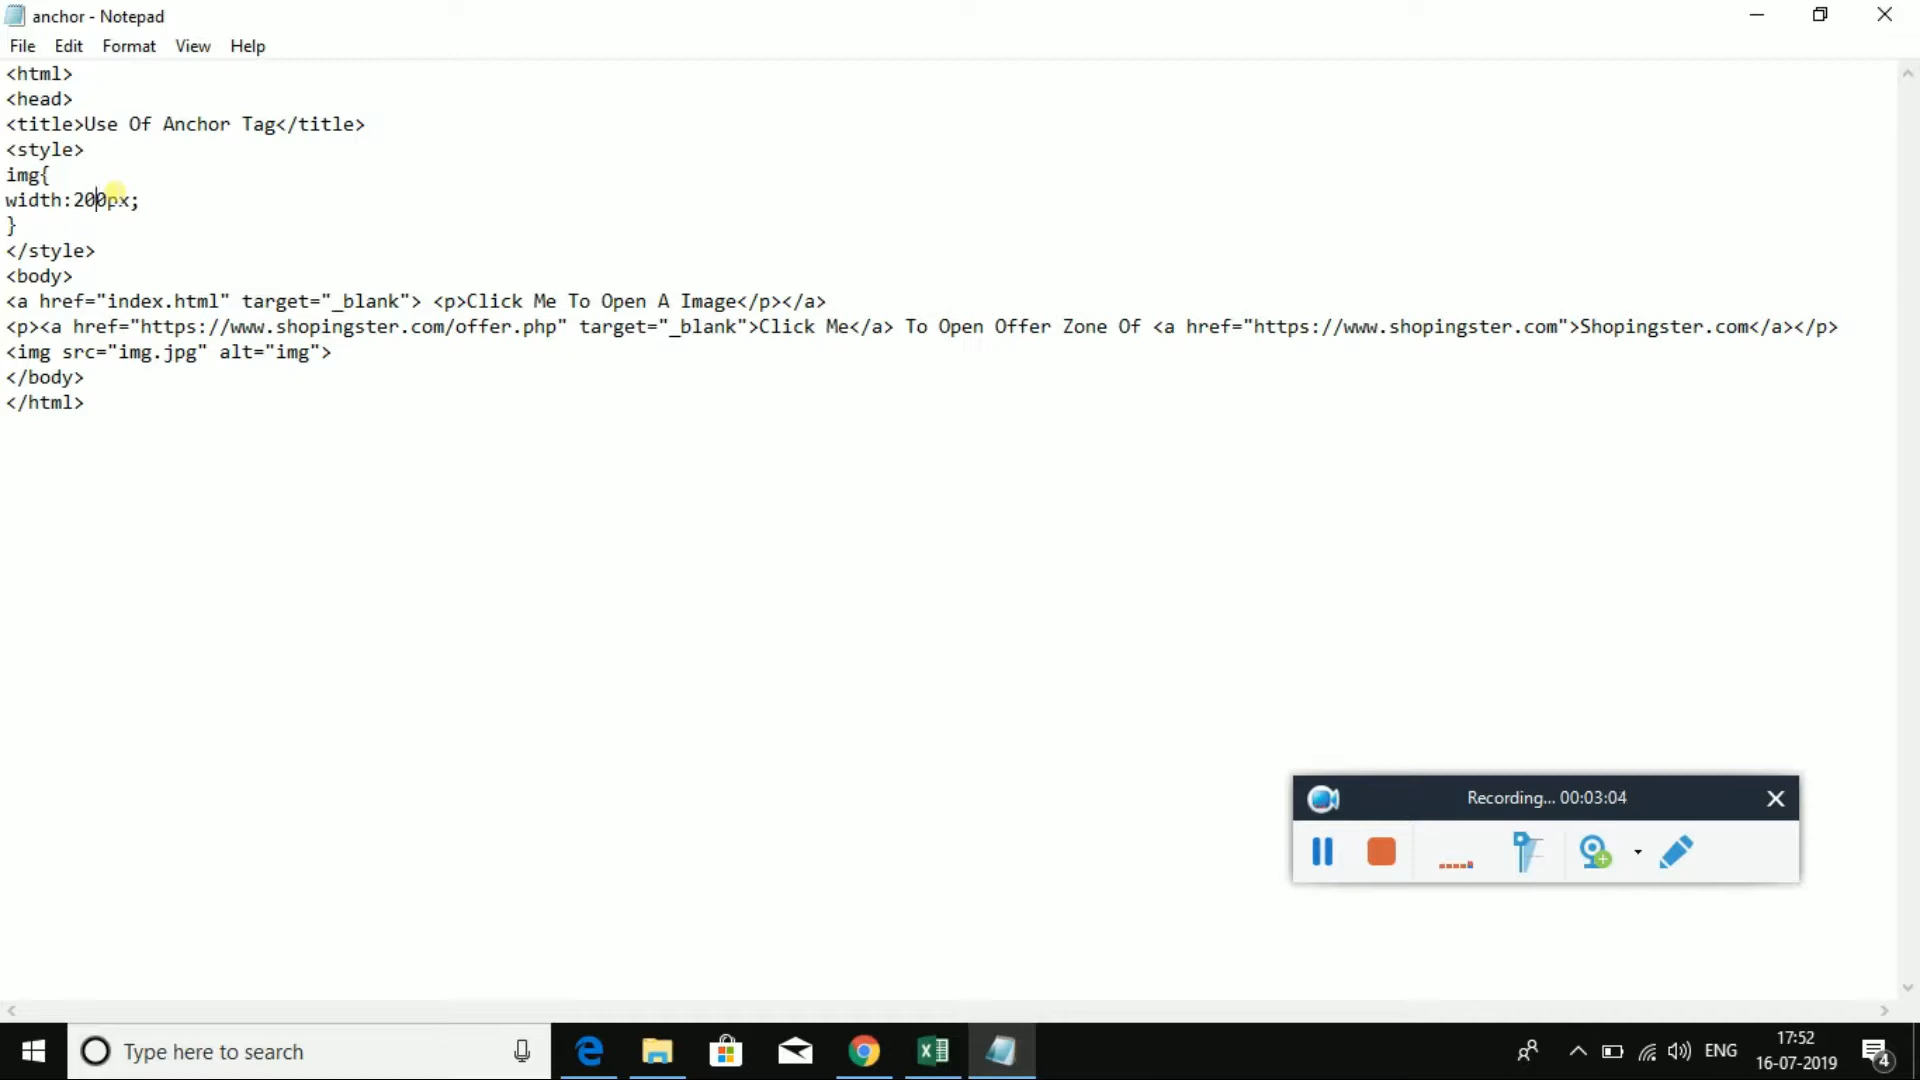 anchor - Notepad
File Edit Format View Help
<html>
<head>
<title>Use Of Anchor Tag</title>
<style>
img{
width:200px;
}
</style>
<body>
<a href="index.html" target="_blank"> <p>Click Me To Open A Image</p></a>
<p><a href="https://www.shopingster.com/offer.php" target="_blank">Click Me</a> To Open Offer Zone Of <a href="https://www.shopingster.com">Shopingster.com</a></p>
<img src="img.jpg" alt="img">
</body>
</html>
Recording... 00:03:04
Type here to search
ENG
17:52
16-07-2019
4